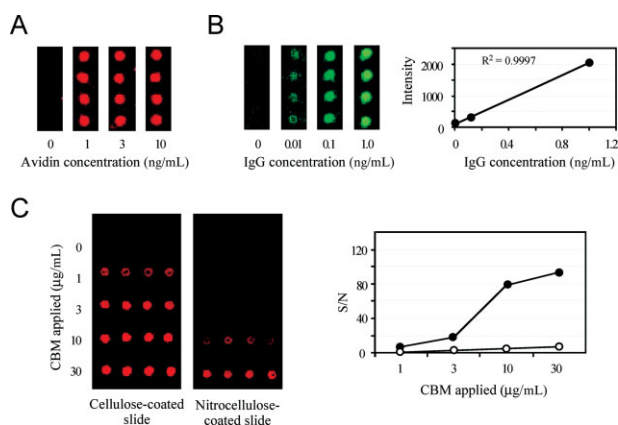 A
0 1 3 10
Avidin concentration (ng/mL)
B
0 0.01 0.1 1.0
IgG concentration (ng/mL)
R² = 0.9997
Intensity
2000
1000
0
0 0.4 0.8 1.2
IgG concentration (ng/mL)
C
CBM applied (µg/mL)
0
1
3
10
30
Cellulose-coated
slide
Nitrocellulose-
coated slide
S/N
120
80
40
0
1 3 10 30
CBM applied (µg/mL)